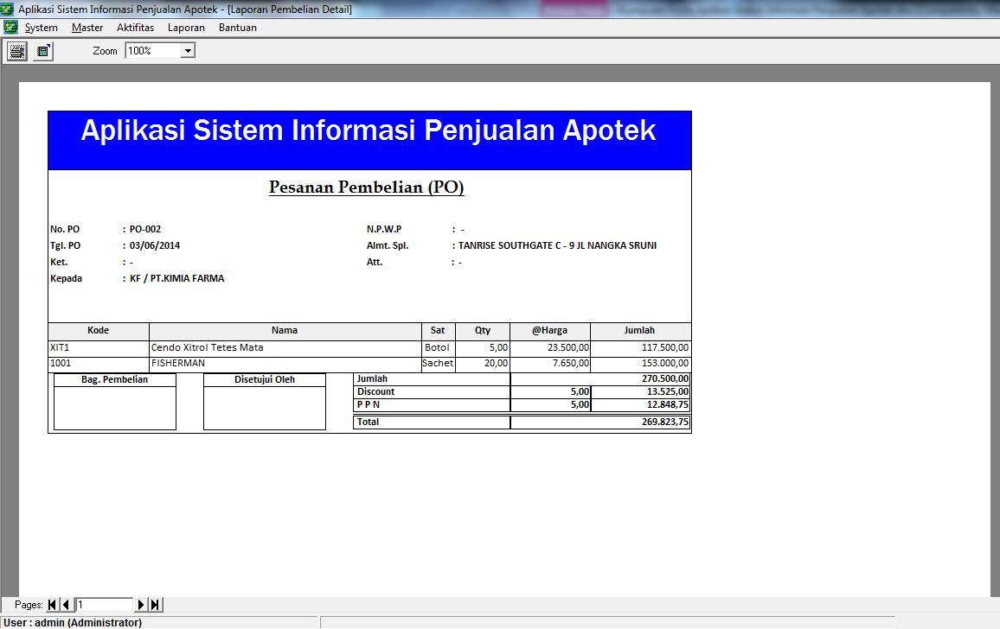 Aplikasi Sistem Informasi Penjualan Apotek - [Laporan Pembelian Detail]
System Master Aktifitas Laporan Bantuan
Zoom 100%
Aplikasi Sistem Informasi Penjualan Apotek
Pesanan Pembelian (PO)
No. PO : PO-002 N.P.W.P : -
Tgl. PO : 03/06/2014 Almt. Spl. : TANRISE SOUTHGATE C - 9 JL NANGKA SRUNI
Ket. : - Att. : -
Kepada : KF / PT.KIMIA FARMA
Kode Nama Sat Qty @Harga Jumlah
XIT1 Cendo Xitrol Tetes Mata Botol 5,00 23.500,00 117.500,00
1001 FISHERMAN Sachet 20,00 7.650,00 153.000,00
Bag. Pembelian Disetujui Oleh Jumlah 270.500,00
Discount 5,00 13.525,00
P P N 5,00 12.848,75
Total 269.823,75
Pages: 1
User : admin (Administrator)